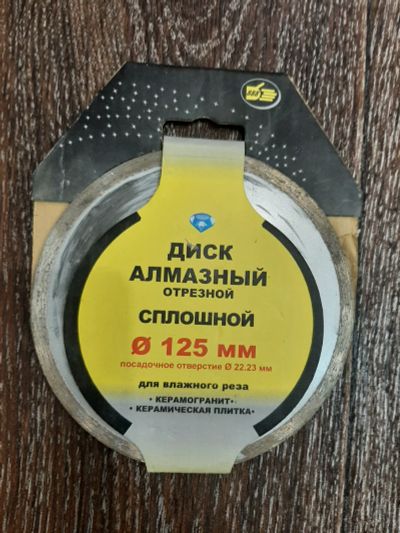 ДИСК
АЛМАЗНЫЙ
ОТРЕЗНОЙ
СПЛОШНОЙ
Ø 125 мм
посадочное отверстие Ø 22.23 мм
для влажного реза
• КЕРАМОГРАНИТ •
• КЕРАМИЧЕСКАЯ ПЛИТКА •